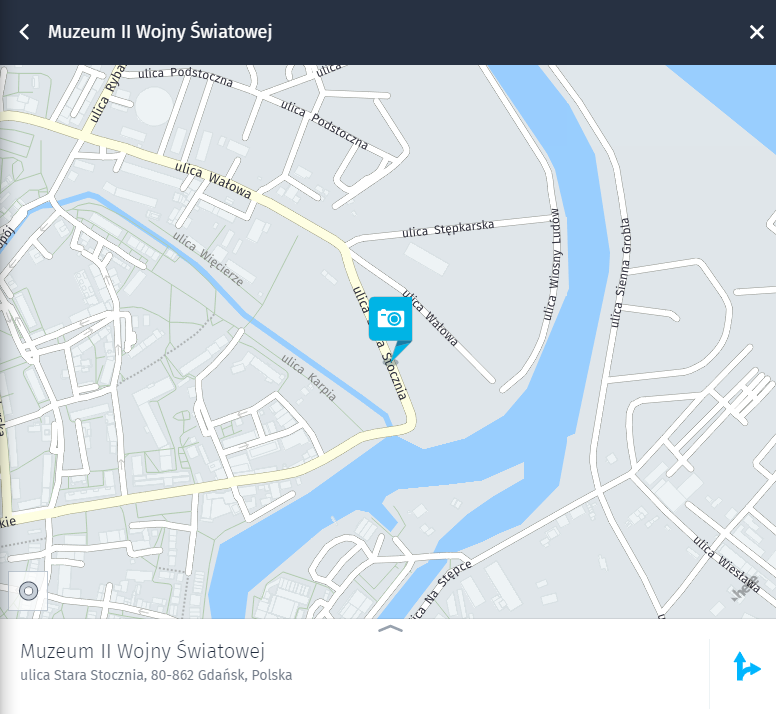 Muzeum II Wojny Światowej
ulica Podstoczna
ulica
ulica Ryba
ulica Podstoczna
ulica Wałowa
ulica Stępkarska
ulica Wiosny Ludów
ulica Sienna Grobla
ulica Więcierze
ulica Wałowa
ulica
Stocznia
ulica Karpia
kie
ulica Wiesława
Na Stępce
Muzeum II Wojny Światowej
ulica Stara Stocznia, 80-862 Gdańsk, Polska